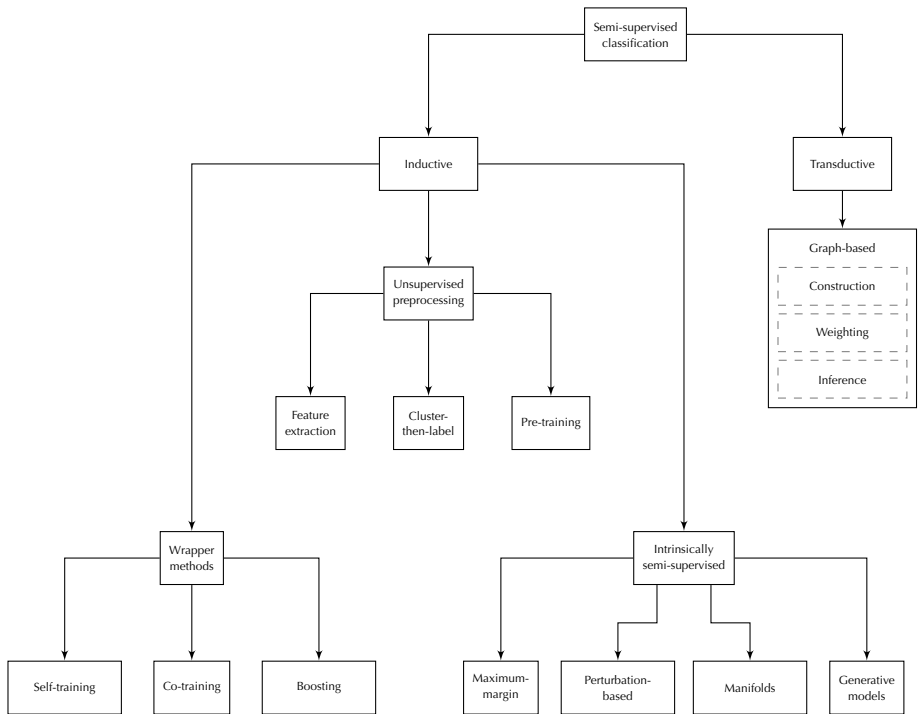 Semi-supervised
classification
Inductive
Transductive
Graph-based
Construction
Weighting
Inference
Unsupervised
preprocessing
Feature
extraction
Cluster-
then-label
Pre-training
Wrapper
methods
Intrinsically
semi-supervised
Self-training
Co-training
Boosting
Maximum-
margin
Perturbation-
based
Manifolds
Generative
models